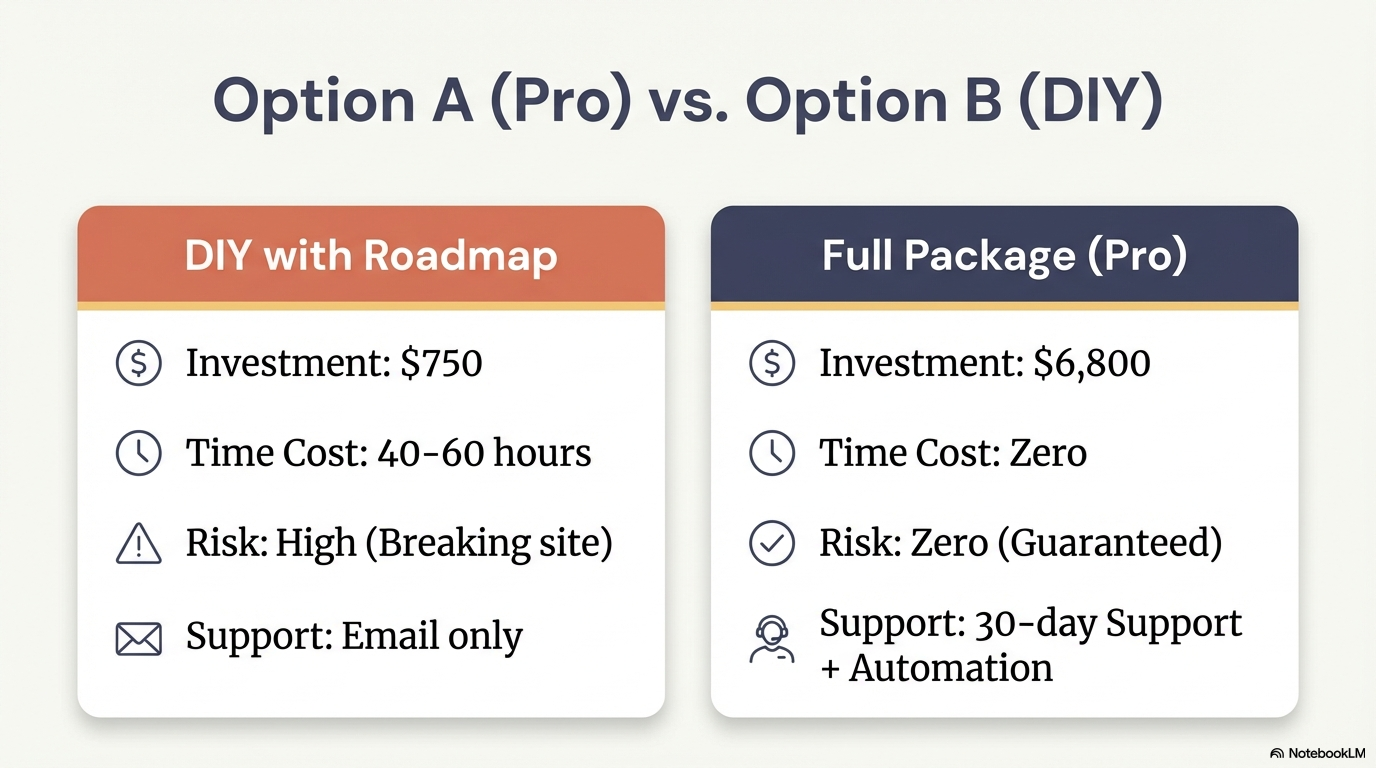 Option A (Pro) vs. Option B (DIY)
DIY with Roadmap
Investment: $750
Time Cost: 40-60 hours
Risk: High (Breaking site)
Support: Email only
Full Package (Pro)
Investment: $6,800
Time Cost: Zero
Risk: Zero (Guaranteed)
Support: 30-day Support
+ Automation
NotebookLM